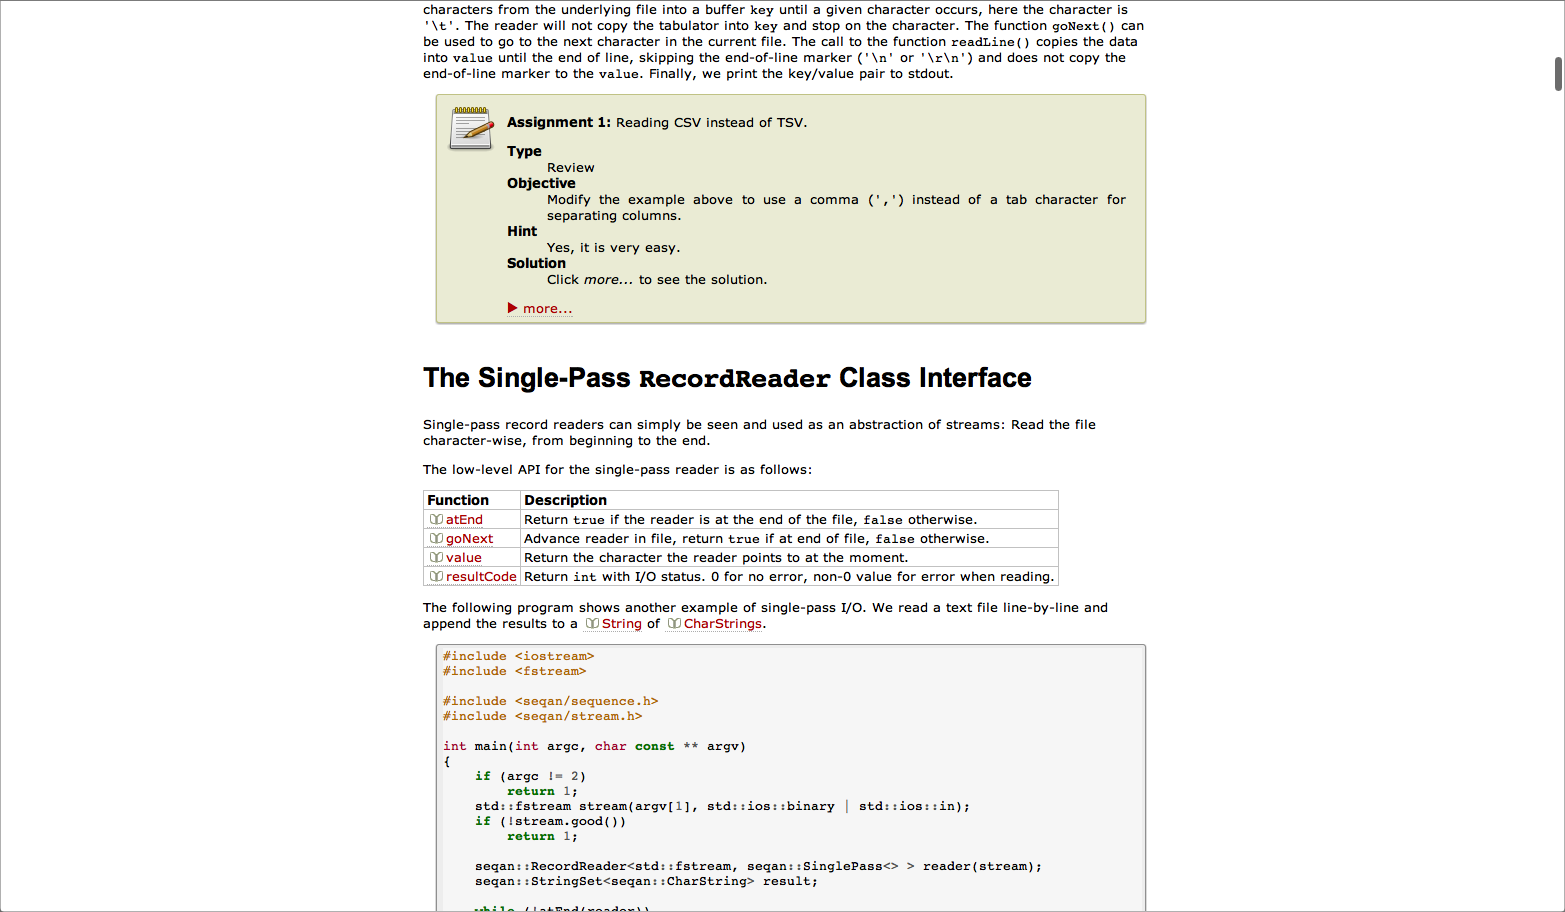 characters from the underlying file into a buffer key until a given character occurs, here the character is
'\t'. The reader will not copy the tabulator into key and stop on the character. The function goNext() can
be used to go to the next character in the current file. The call to the function readLine() copies the data
into value until the end of line, skipping the end-of-line marker ('\n' or '\r\n') and does not copy the
end-of-line marker to the value. Finally, we print the key/value pair to stdout.
Assignment 1: Reading CSV instead of TSV.
Type
Review
Objective
Modify the example above to use a comma (',') instead of a tab character for
separating columns.
Hint
Yes, it is very easy.
Solution
Click more... to see the solution.
more...
The Single-Pass RecordReader Class Interface
Single-pass record readers can simply be seen and used as an abstraction of streams: Read the file
character-wise, from beginning to the end.
The low-level API for the single-pass reader is as follows:
Function Description
atEnd Return true if the reader is at the end of the file, false otherwise.
goNext Advance reader in file, return true if at end of file, false otherwise.
value Return the character the reader points to at the moment.
resultCode Return int with I/O status. 0 for no error, non-0 value for error when reading.
The following program shows another example of single-pass I/O. We read a text file line-by-line and
append the results to a String of CharStrings.
#include <iostream>
#include <fstream>
#include <seqan/sequence.h>
#include <seqan/stream.h>
int main(int argc, char const ** argv)
{
if (argc != 2)
return 1;
std::fstream stream(argv[1], std::ios::binary | std::ios::in);
if (!stream.good())
return 1;
seqan::RecordReader<std::fstream, seqan::SinglePass<> > reader(stream);
seqan::StringSet<seqan::CharString> result;
while (!atEnd(reader))